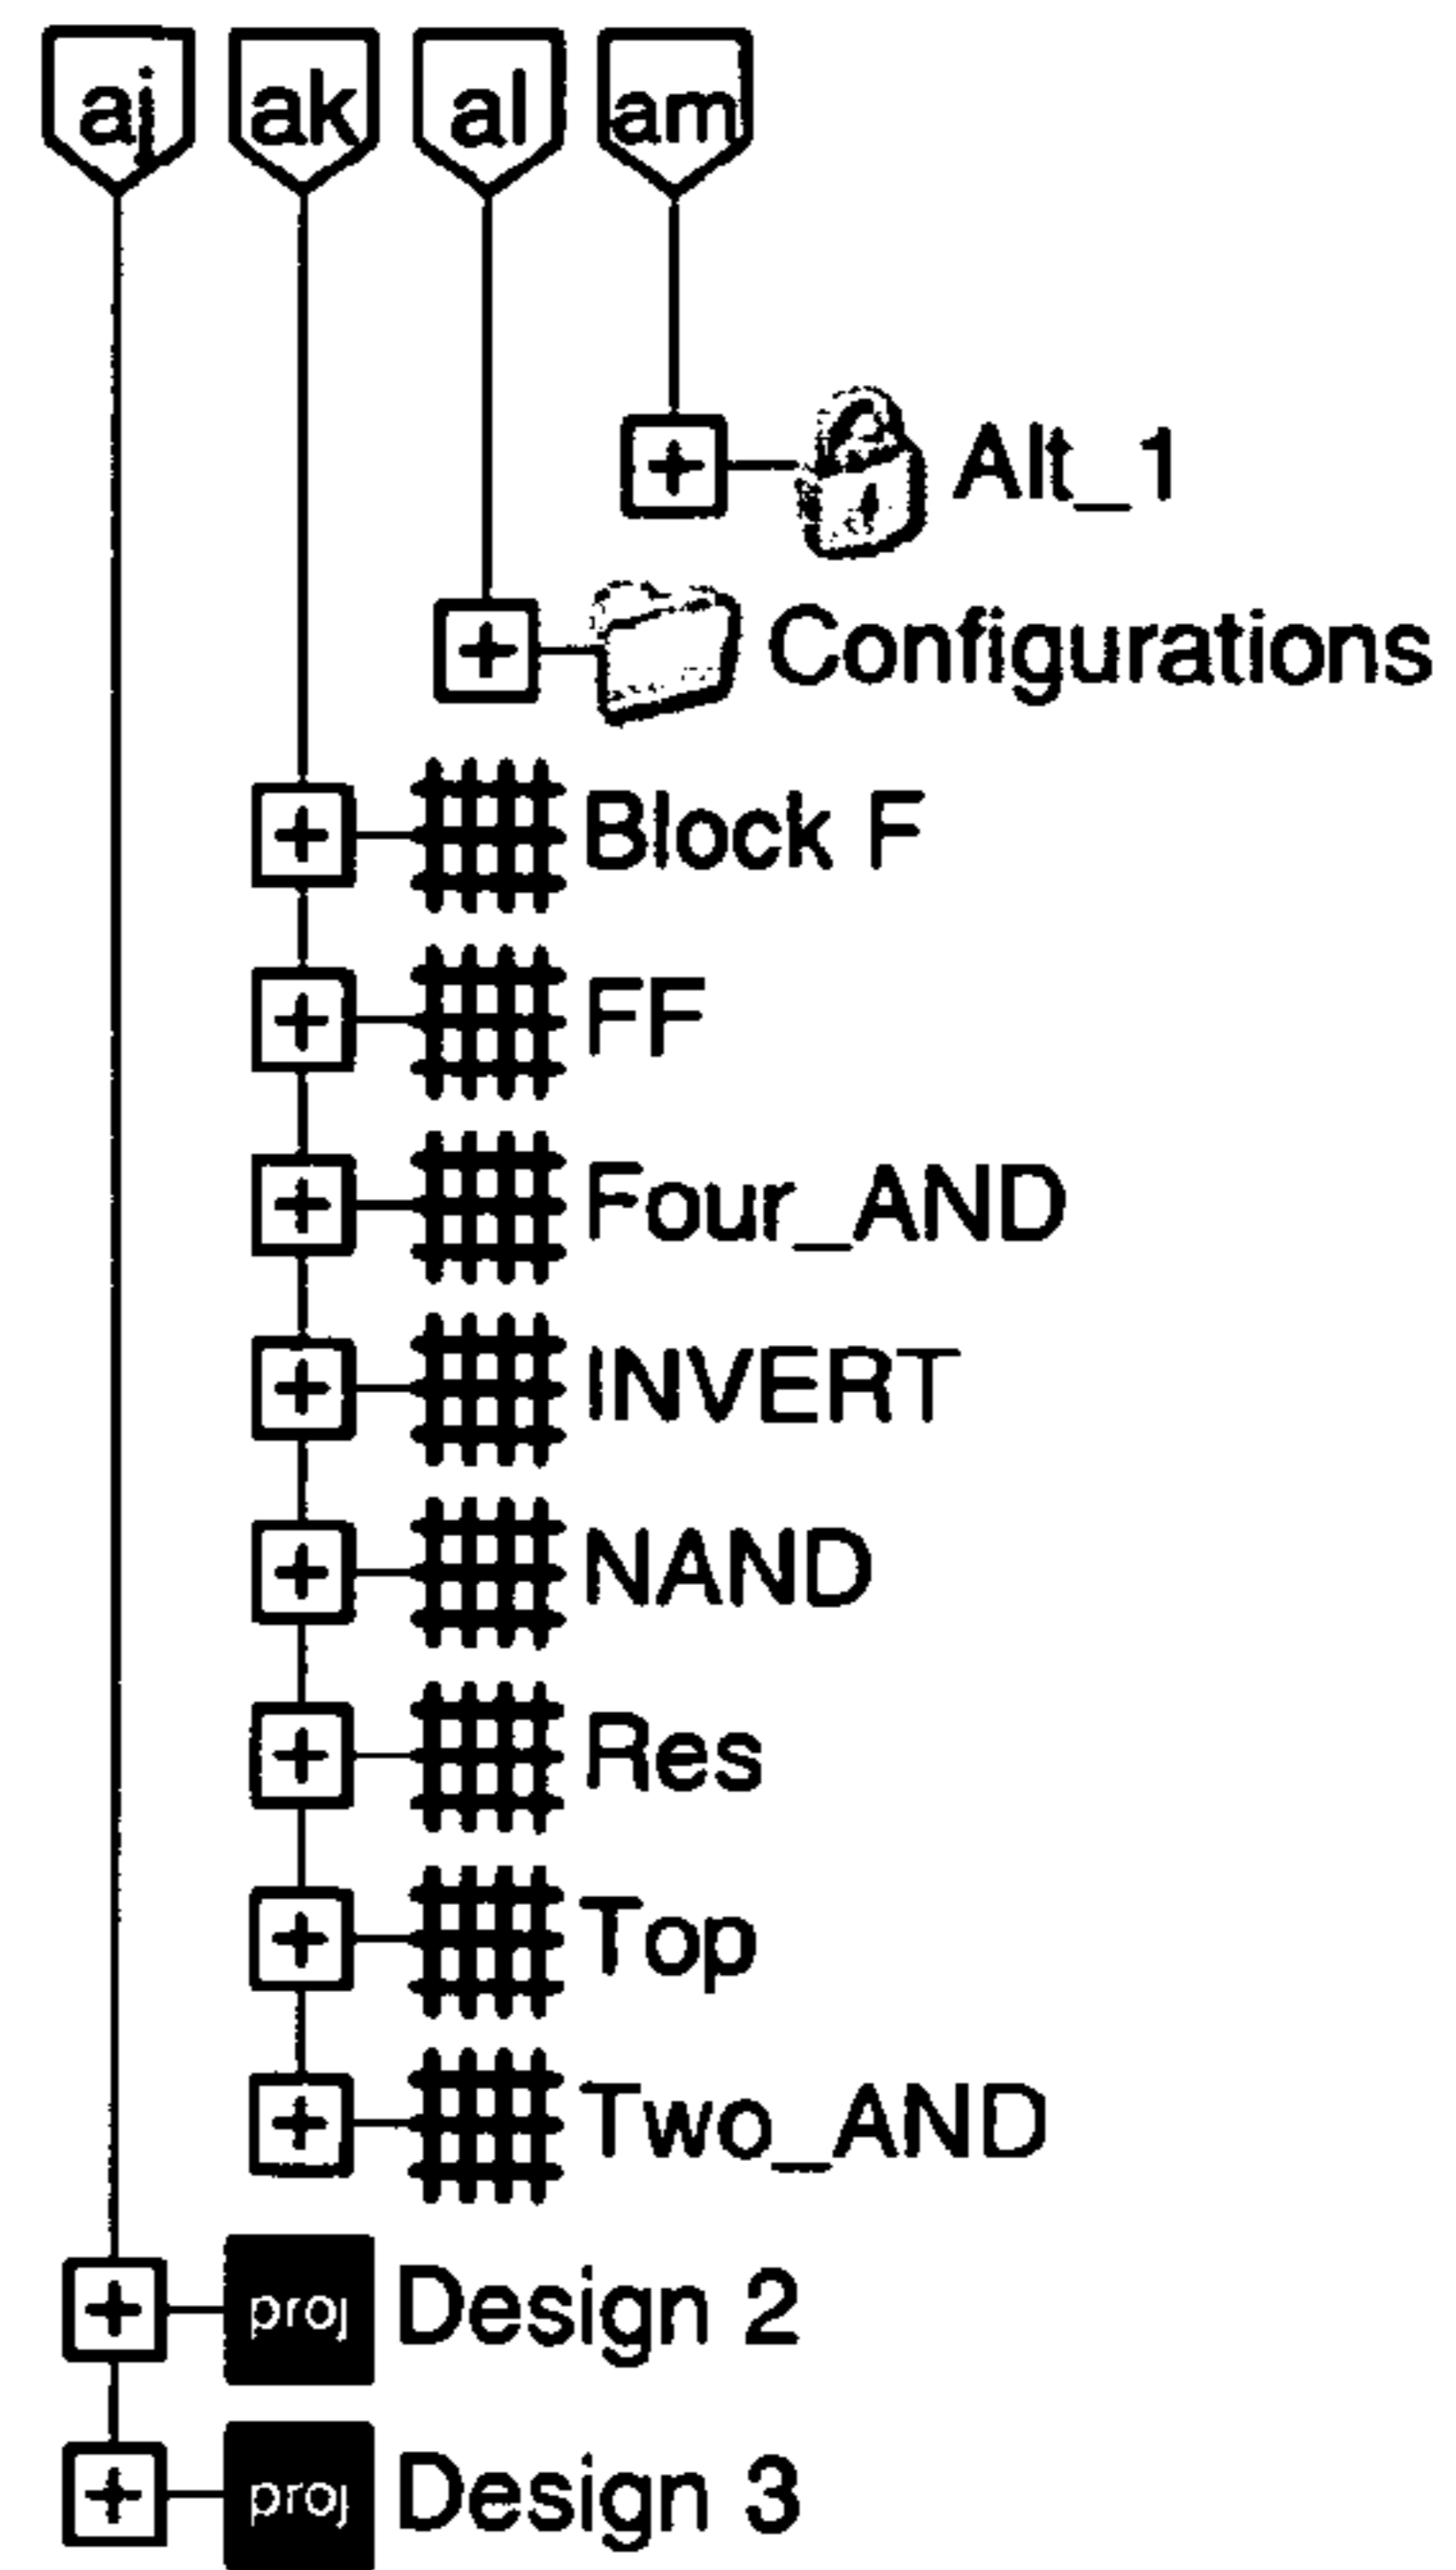 aj ak al am
Alt_1
Configurations
Block F
FF
Four_AND
INVERT
NAND
Res
Top
Two_AND
proj Design 2
proj Design 3